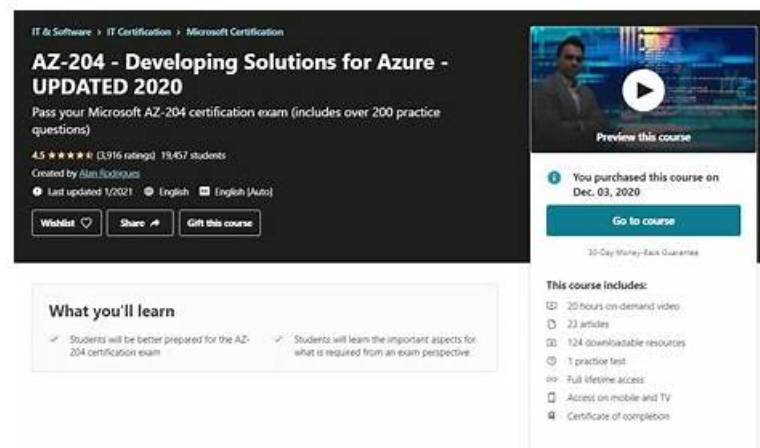 IT & Software > IT Certification > Microsoft Certification
AZ-204 - Developing Solutions for Azure -
UPDATED 2020
Pass your Microsoft AZ-204 certification exam (includes over 200 practice
questions)
4.5 ★★★★★ (3,916 ratings) 19,457 students
Created by Alan Rodrigues
Last updated 1/2021 English English [Auto]
Wishlist Share Gift this course
What you'll learn
✓ Students will be better prepared for the AZ-
204 certification exam
✓ Students will learn the important aspects for
what is required from an exam perspective
Preview this course
You purchased this course on
Dec. 03, 2020
Go to course
30-Day Money-Back Guarantee
This course includes:
20 hours on-demand video
23 articles
124 downloadable resources
1 practice test
Full lifetime access
Access on mobile and TV
Certificate of completion